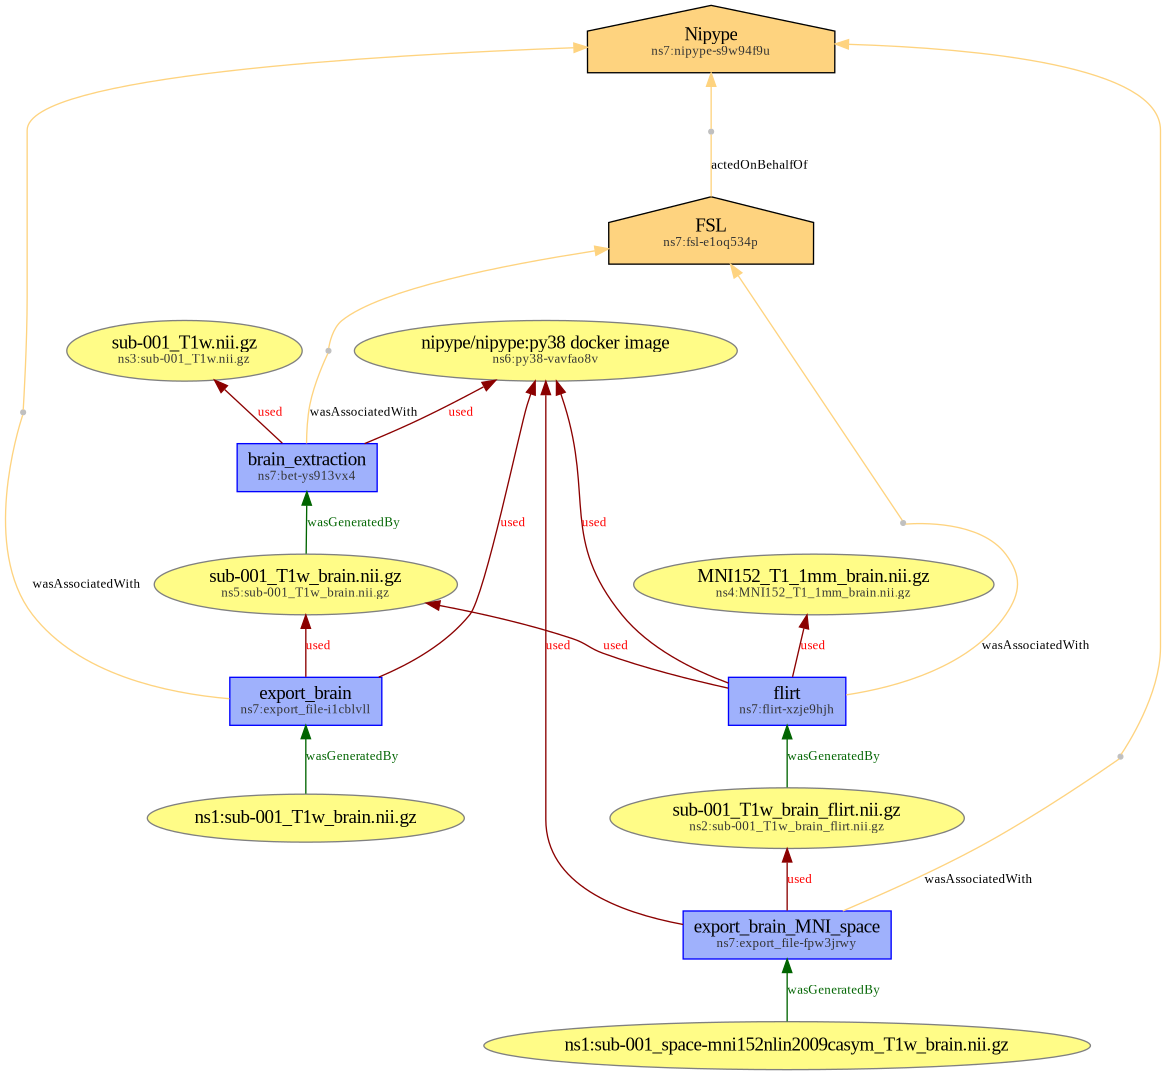 Nipype
ns7:nipype-s9w94f9u
actedOnBehalfOf
FSL
ns7:fsl-e1oq534p
sub-001_T1w.nii.gz
ns3:sub-001_T1w.nii.gz
nipype/nipype:py38 docker image
ns6:py38-vavfao8v
used
wasAssociatedWith
used
brain_extraction
ns7:bet-ys913vx4
wasGeneratedBy
used
used
sub-001_T1w_brain.nii.gz
ns5:sub-001_T1w_brain.nii.gz
MNI152_T1_1mm_brain.nii.gz
ns4:MNI152_T1_1mm_brain.nii.gz
wasAssociatedWith
used
used
used
used
wasAssociatedWith
export_brain
ns7:export_file-i1cblvll
flirt
ns7:flirt-xzje9hjh
wasGeneratedBy
wasGeneratedBy
ns1:sub-001_T1w_brain.nii.gz
sub-001_T1w_brain_flirt.nii.gz
ns2:sub-001_T1w_brain_flirt.nii.gz
used
wasAssociatedWith
export_brain_MNI_space
ns7:export_file-fpw3jrwy
wasGeneratedBy
ns1:sub-001_space-mni152nlin2009casym_T1w_brain.nii.gz